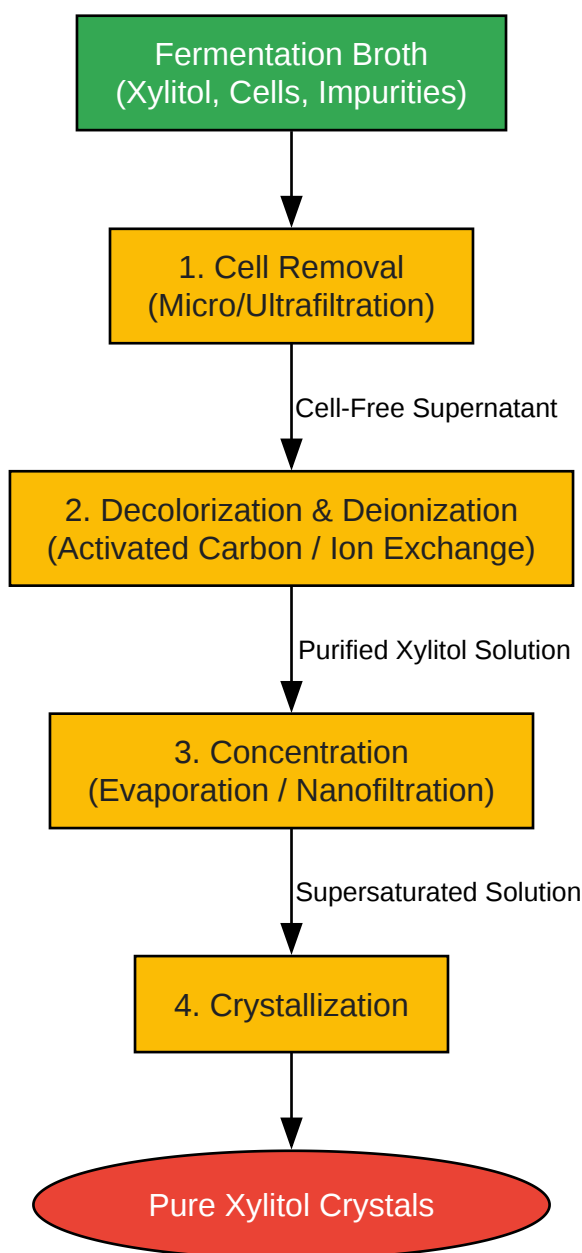 Fermentation Broth
(Xylitol, Cells, Impurities)
1. Cell Removal
(Micro/Ultrafiltration)
Cell-Free Supernatant
2. Decolorization & Deionization
(Activated Carbon / Ion Exchange)
Purified Xylitol Solution
3. Concentration
(Evaporation / Nanofiltration)
Supersaturated Solution
4. Crystallization
Pure Xylitol Crystals